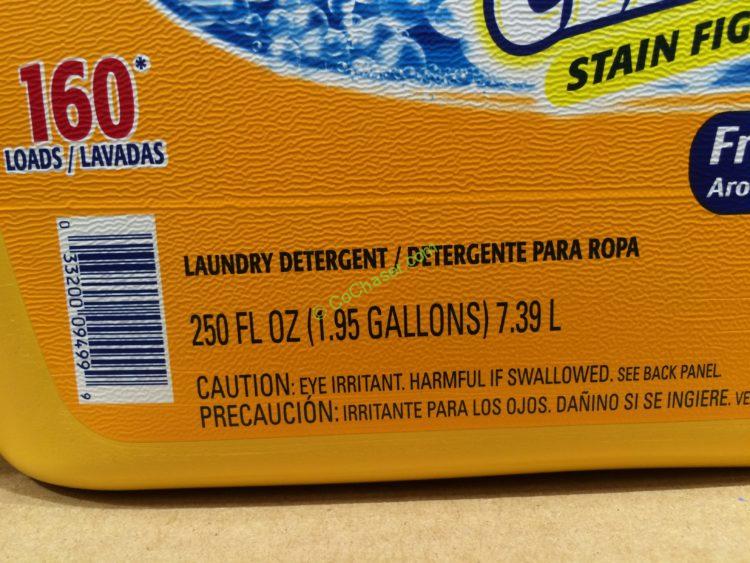 STAIN FIG
160*
LOADS / LAVADAS
Fr
Aro
LAUNDRY DETERGENT / DETERGENTE PARA ROPA
© CoChaser.com
250 FL OZ (1.95 GALLONS) 7.39 L
CAUTION: EYE IRRITANT. HARMFUL IF SWALLOWED. SEE BACK PANEL.
PRECAUCIÓN: IRRITANTE PARA LOS OJOS. DAÑINO SI SE INGIERE. VE
0 33200 09499 9